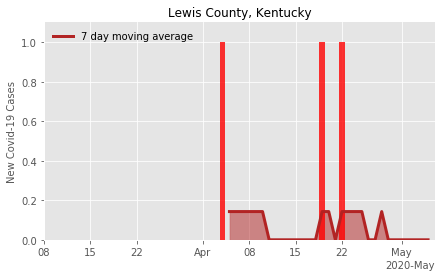 Lewis County, Kentucky
7 day moving average
New Covid-19 Cases
1.0
0.8
0.6
0.4
0.2
0.0
08 15 22 Apr 08 15 22 May
2020-May